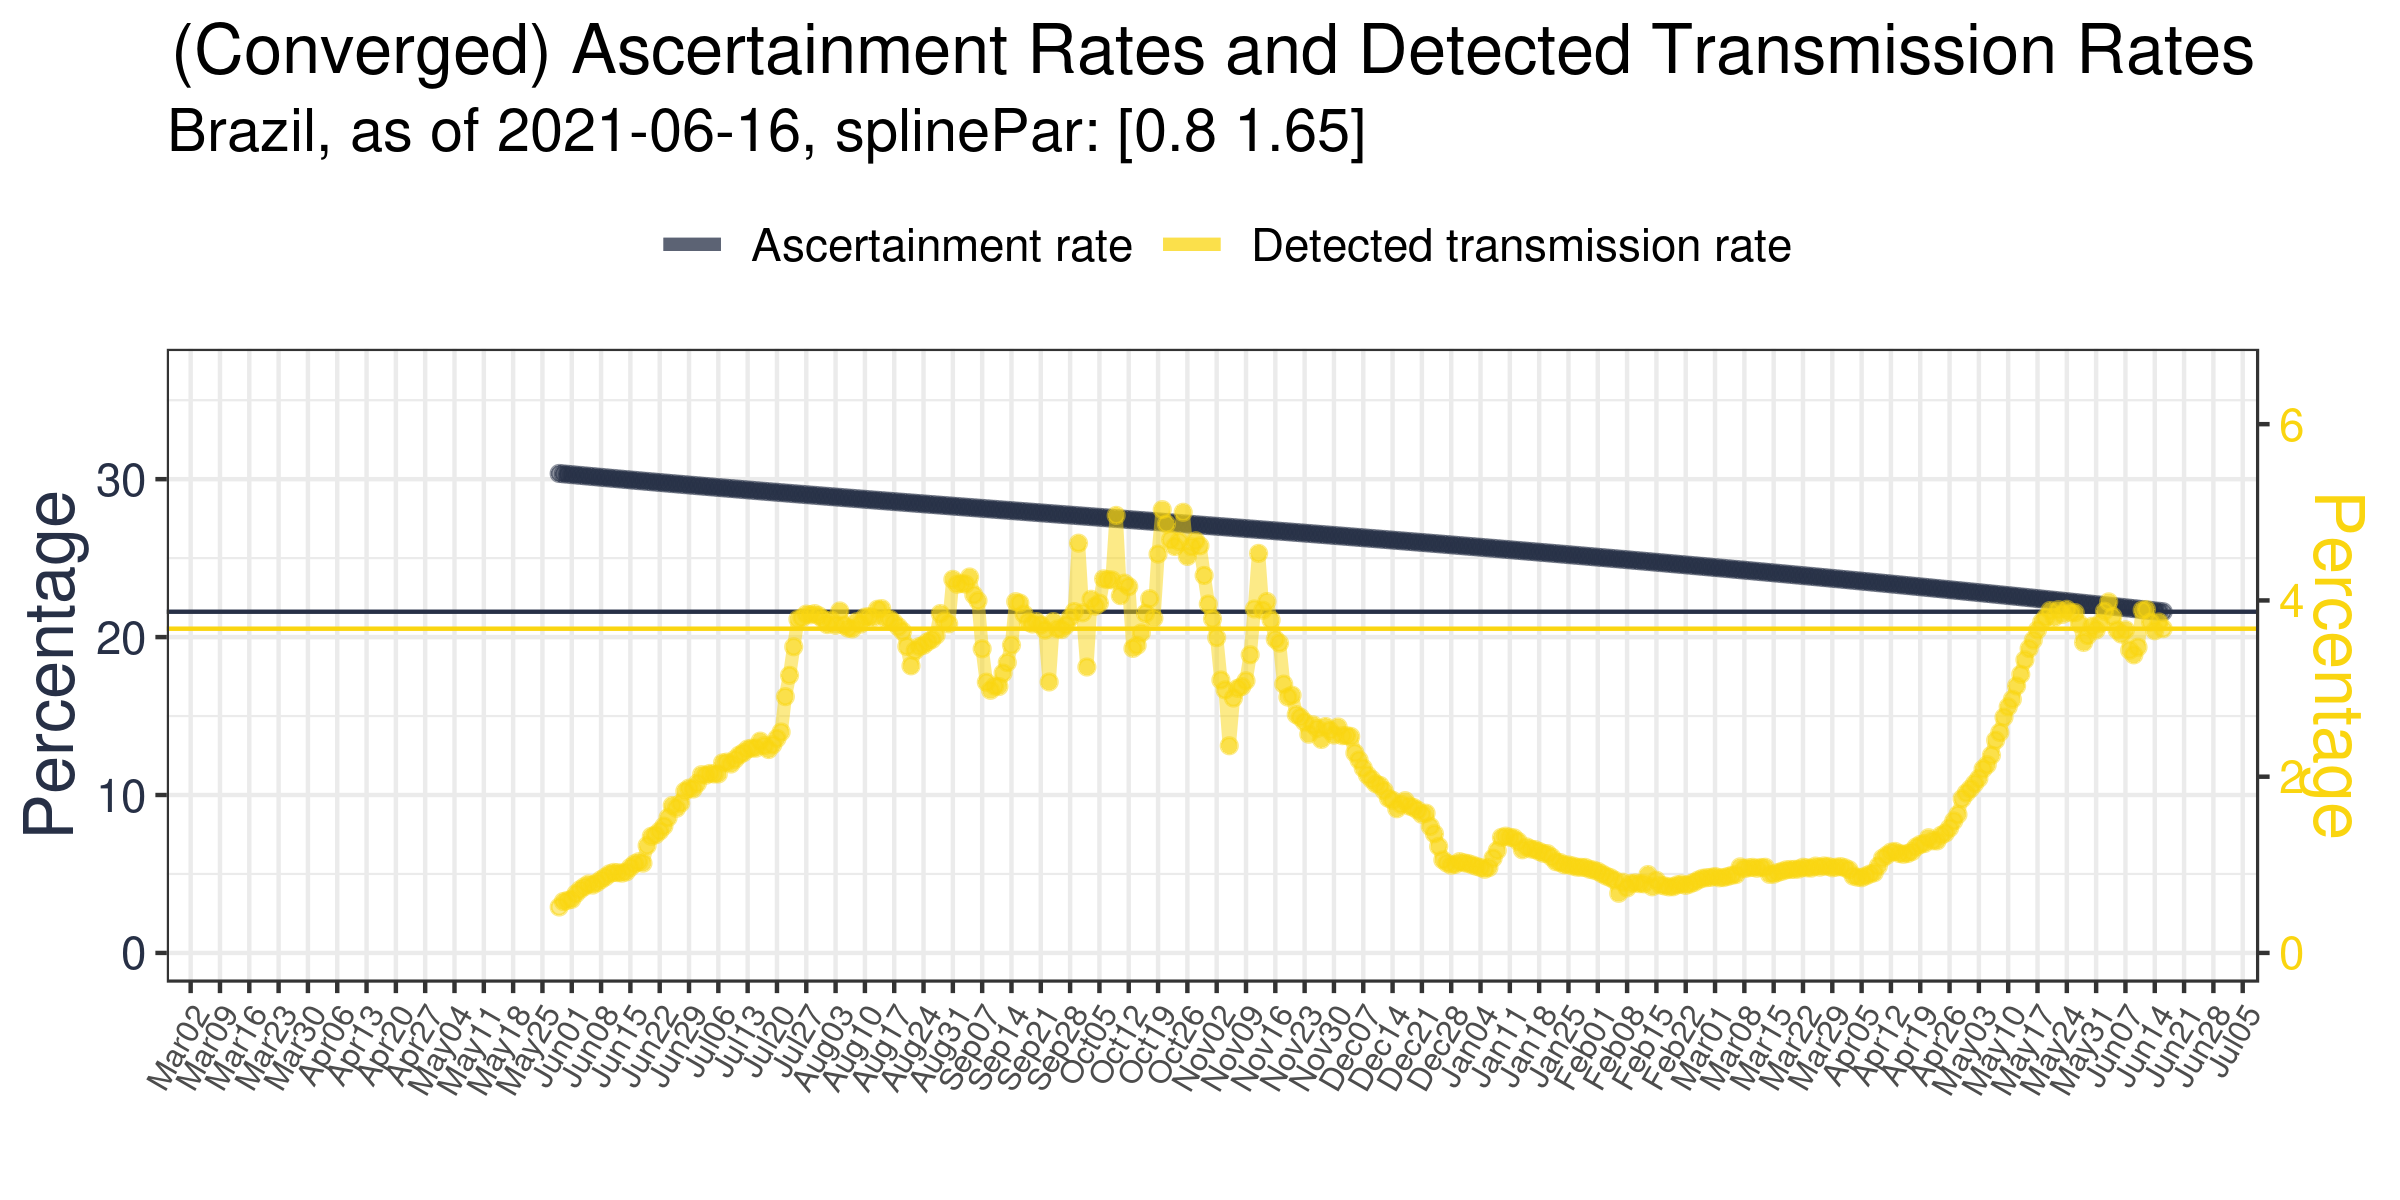 (Converged) Ascertainment Rates and Detected Transmission Rates
Brazil, as of 2021-06-16, splinePar: [0.8 1.65]
Ascertainment rate Detected transmission rate
Percentage
30
20
10
0
6
4
2
0
Percentage
Mar02 Mar09 Mar16 Mar23 Mar30 Apr06 Apr13 Apr20 Apr27 May04 May11 May18 May25 Jun01 Jun08 Jun15 Jun22 Jun29 Jul06 Jul13 Jul20 Jul27 Aug03 Aug10 Aug17 Aug24 Aug31 Sep07 Sep14 Sep21 Sep28 Oct05 Oct12 Oct19 Oct26 Nov02 Nov09 Nov16 Nov23 Nov30 Dec07 Dec14 Dec21 Dec28 Jan04 Jan11 Jan18 Jan25 Feb01 Feb08 Feb15 Feb22 Mar01 Mar08 Mar15 Mar22 Mar29 Apr05 Apr12 Apr19 Apr26 May03 May10 May17 May24 May31 Jun07 Jun14 Jun21 Jun28 Jul05